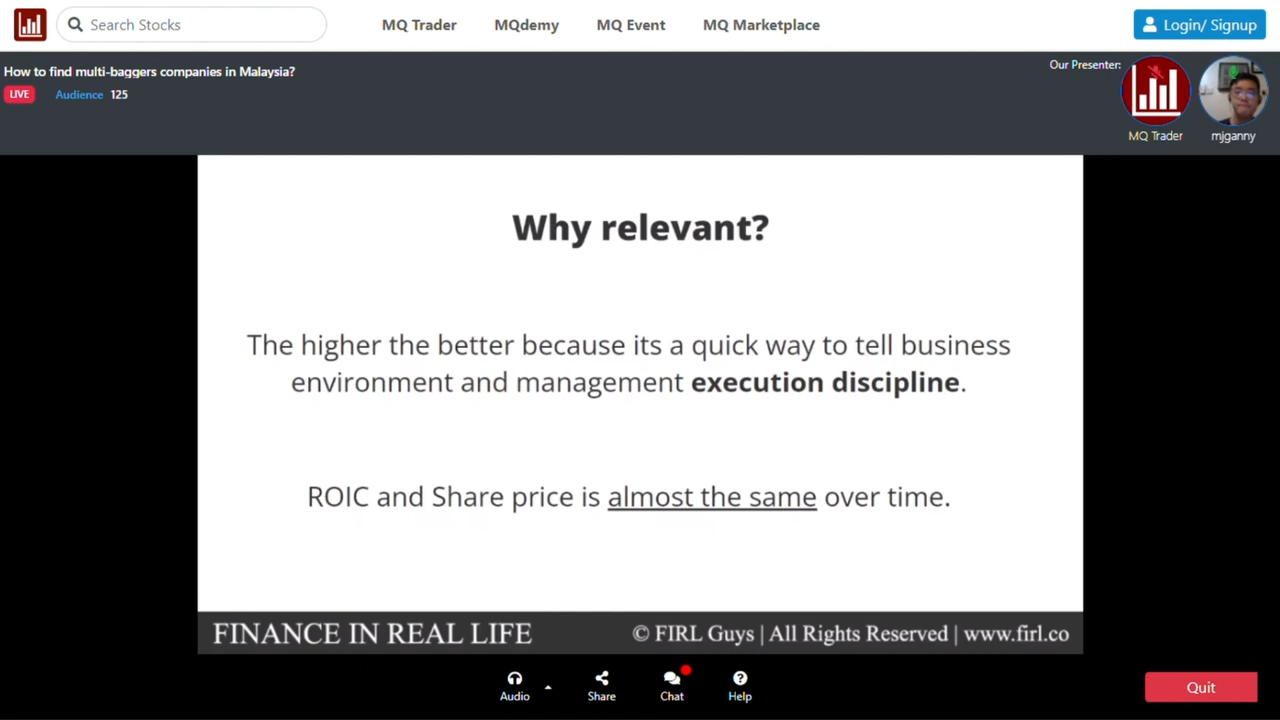 Search Stocks
MQ Trader
MQdemy
MQ Event
MQ Marketplace
Login/ Signup
How to find multi-baggers companies in Malaysia?
LIVE
Audience 125
Our Presenter:
MQ Trader
mjganny
Why relevant?
The higher the better because its a quick way to tell business
environment and management execution discipline.
ROIC and Share price is almost the same over time.
FINANCE IN REAL LIFE
© FIRL Guys | All Rights Reserved | www.firl.co
Audio
Share
Chat
Help
Quit